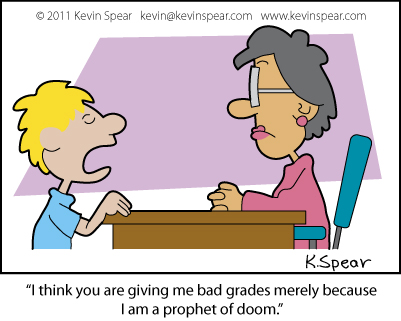 © 2011 Kevin Spear kevin@kevinspear.com www.kevinspear.com
K.Spear
“I think you are giving me bad grades merely because
I am a prophet of doom.”